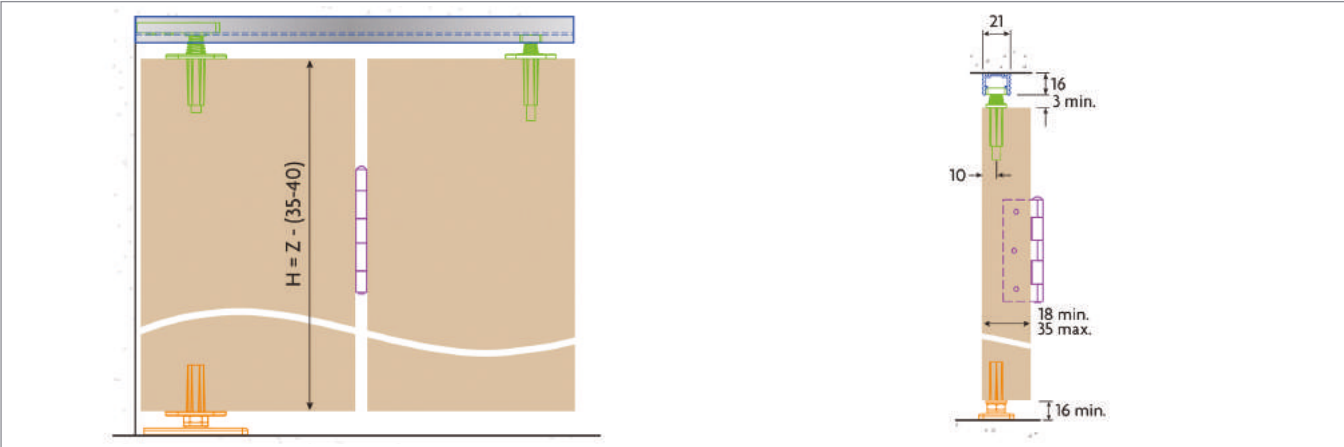 H = Z - (35-40)
21
16
3 min.
10
18 min.
35 max.
16 min.